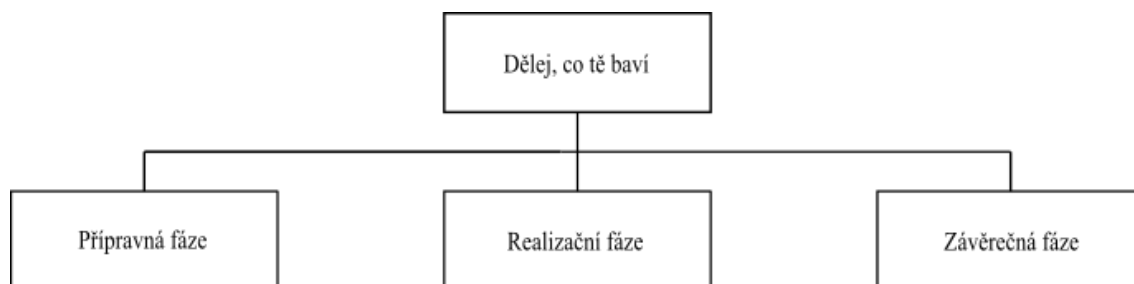 Dělej, co tě baví
Přípravná fáze
Realizační fáze
Závěrečná fáze